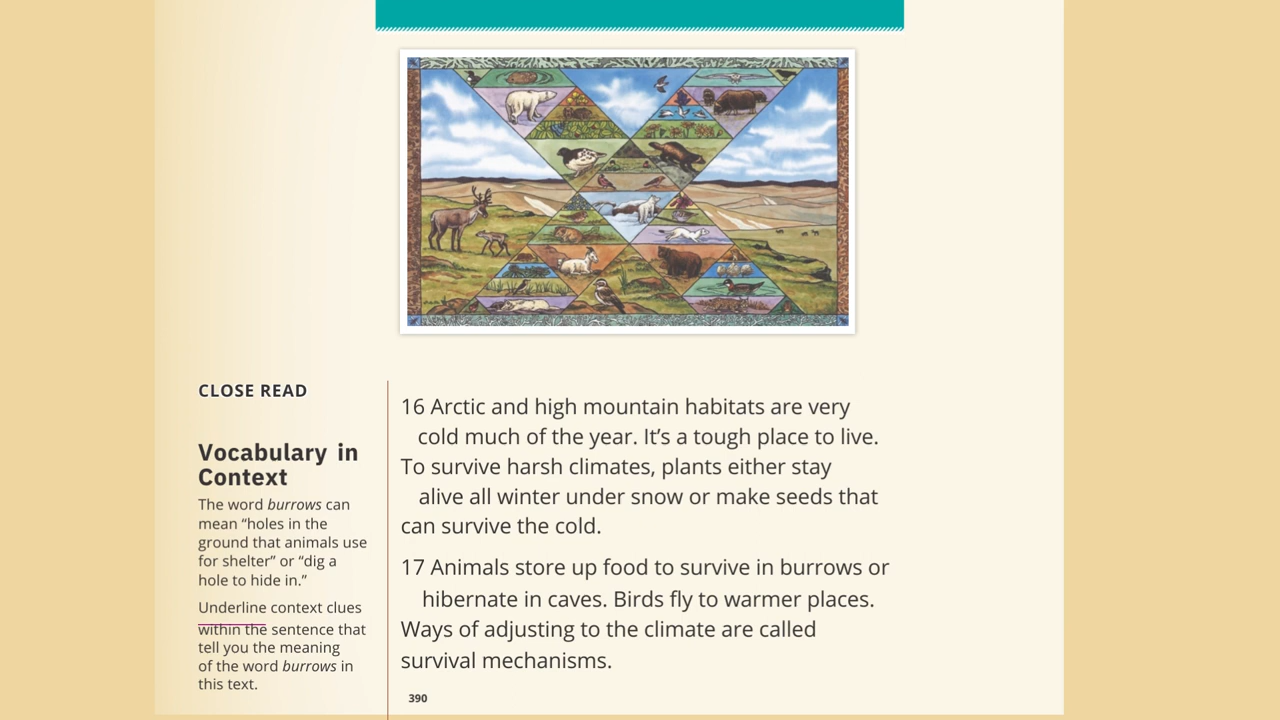 CLOSE READ
Vocabulary in
Context
The word burrows can
mean “holes in the
ground that animals use
for shelter” or “dig a
hole to hide in.”
Underline context clues
within the sentence that
tell you the meaning
of the word burrows in
this text.
16 Arctic and high mountain habitats are very
cold much of the year. It’s a tough place to live.
To survive harsh climates, plants either stay
alive all winter under snow or make seeds that
can survive the cold.
17 Animals store up food to survive in burrows or
hibernate in caves. Birds fly to warmer places.
Ways of adjusting to the climate are called
survival mechanisms.
390